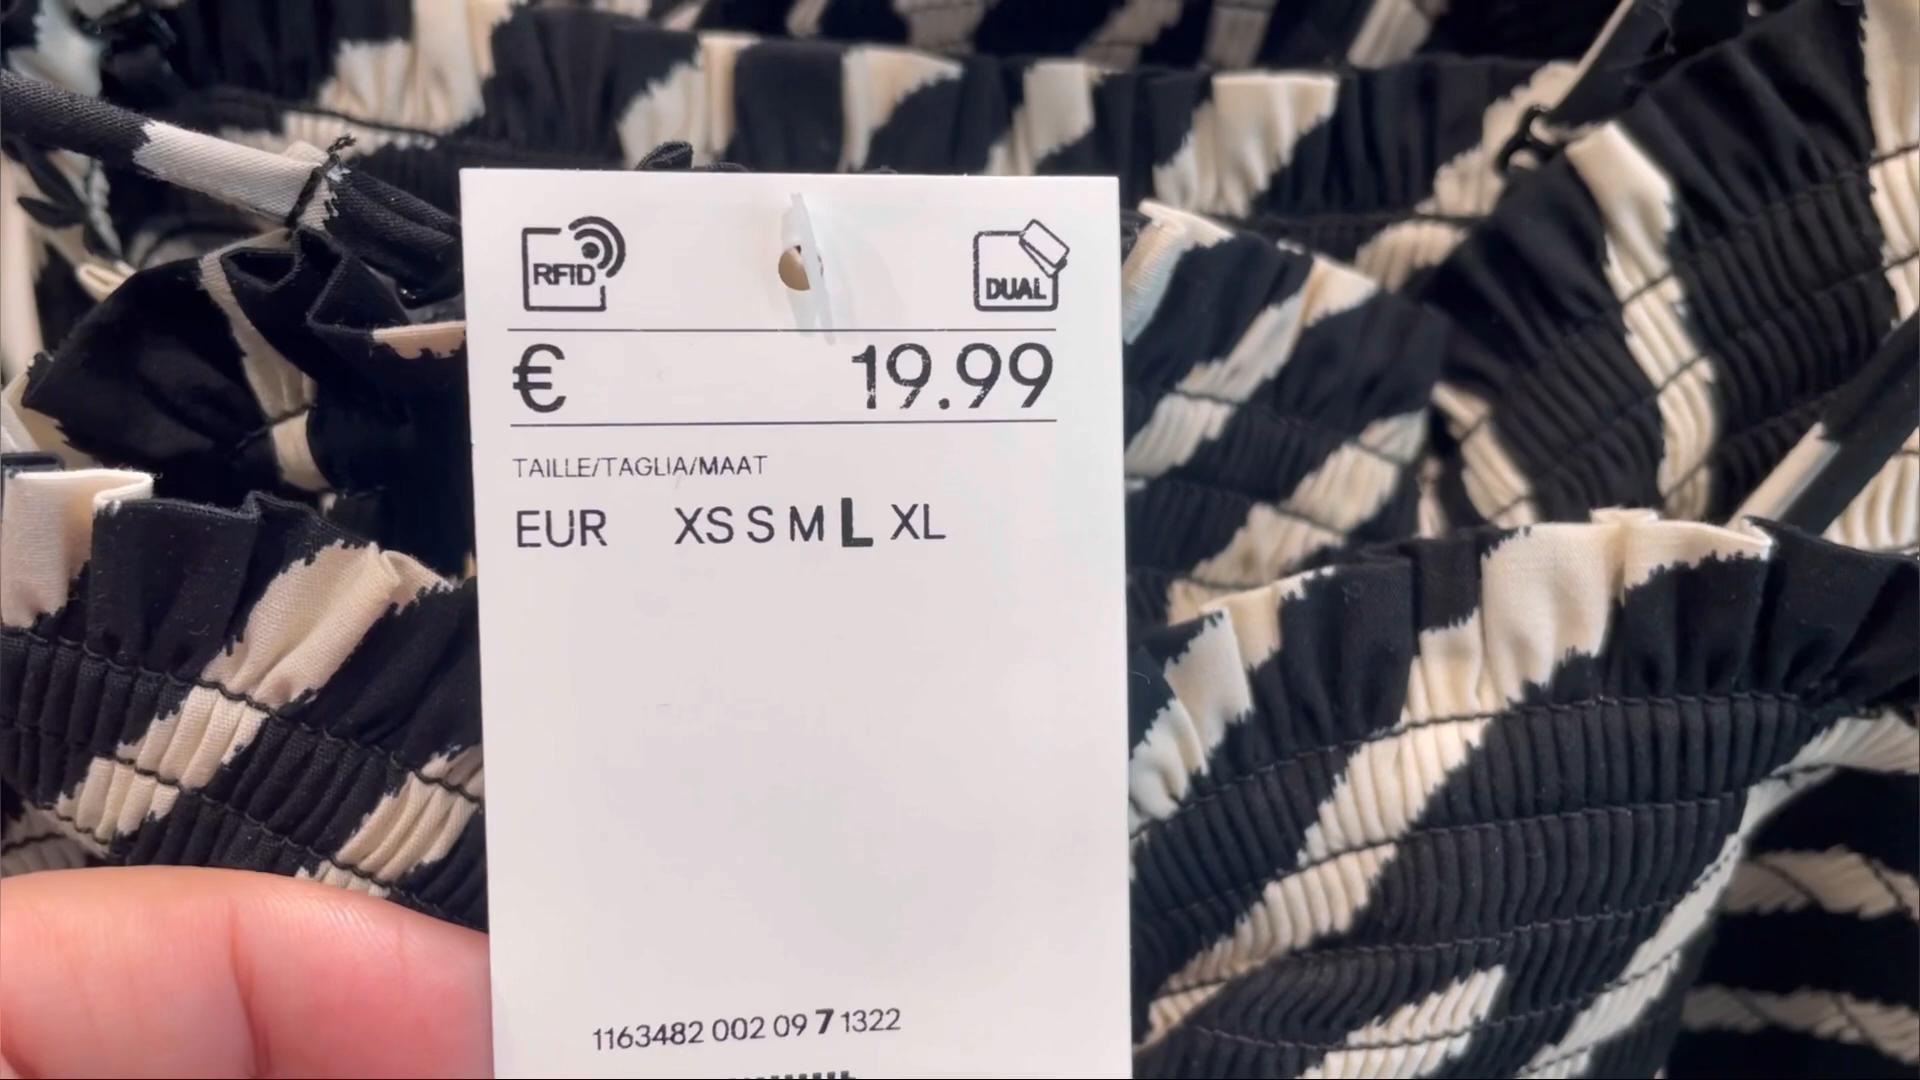 RFID
DUAL
€ 19.99
TAILLE/TAGLIA/MAAT
EUR XS S M L XL
1163482 002 09 7 1322